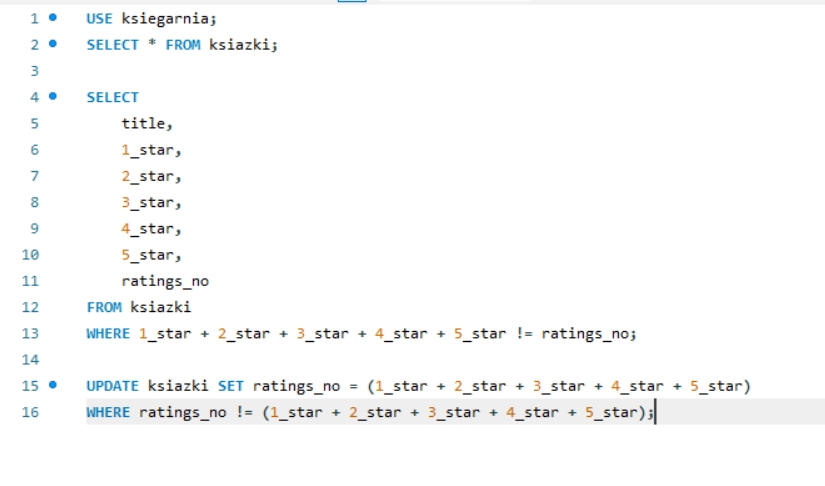 1 USE ksiegarnia;
2 SELECT * FROM ksiazki;
3
4 SELECT
5 title,
6 1_star,
7 2_star,
8 3_star,
9 4_star,
10 5_star,
11 ratings_no
12 FROM ksiazki
13 WHERE 1_star + 2_star + 3_star + 4_star + 5_star != ratings_no;
14
15 UPDATE ksiazki SET ratings_no = (1_star + 2_star + 3_star + 4_star + 5_star)
16 WHERE ratings_no != (1_star + 2_star + 3_star + 4_star + 5_star);